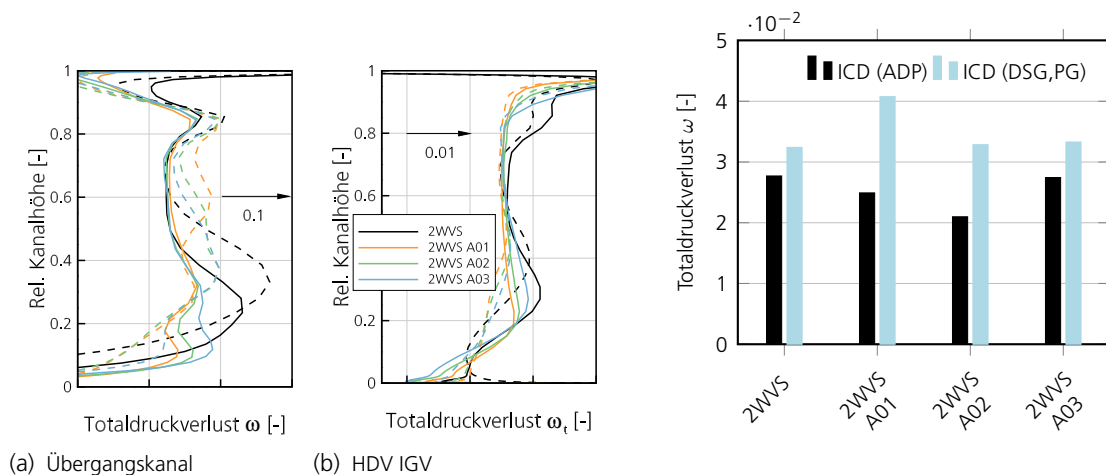 1
0.8
0.6
0.4
0.2
0
Rel. Kanalhöhe [-]
0.1
Totaldruckverlust ω [-]
(a) Übergangskanal
1
0.8
0.6
0.4
0.2
0
Rel. Kanalhöhe [-]
0.01
2WVS
2WVS A01
2WVS A02
2WVS A03
Totaldruckverlust ωt [-]
(b) HDV IGV
·10−2
5
4
3
2
1
0
Totaldruckverlust ω [-]
ICD (ADP) ICD (DSG,PG)
2WVS
2WVS
A01
2WVS
A02
2WVS
A03